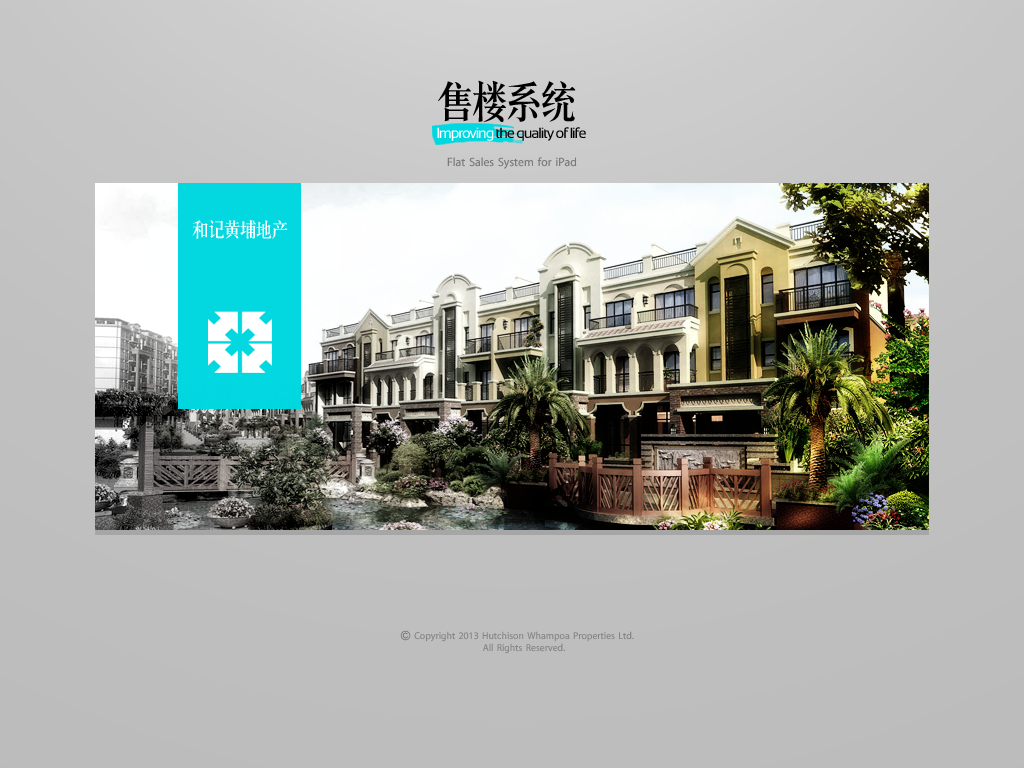 售楼系统
Improving the quality of life
Flat Sales System for iPad
和记黄埔地产
© Copyright 2013 Hutchison Whampoa Properties Ltd.
All Rights Reserved.